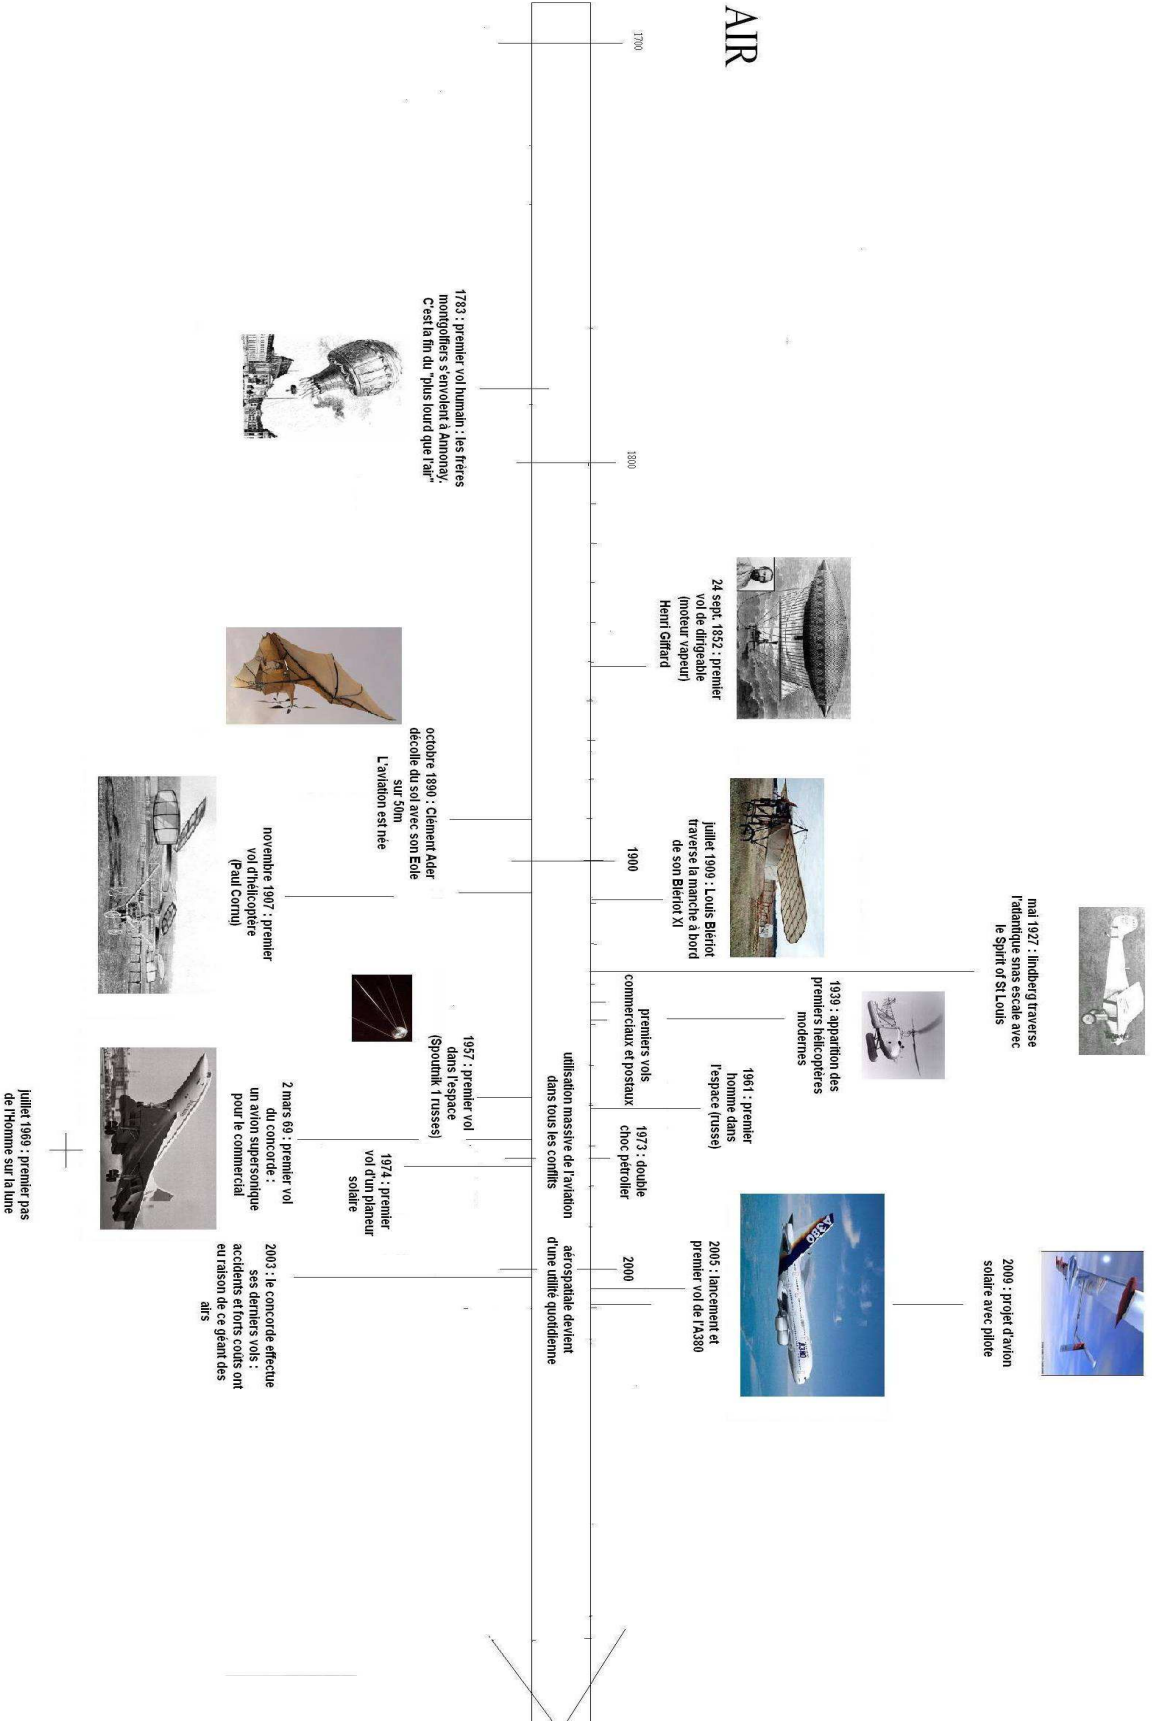 AIR
1700
1783 : premier vol humain : les frères
montgolfiers s'envolent à Annonay.
C'est la fin du "plus lourd que l'air"
1800
24 sept. 1852 : premier
vol de dirigeable
(moteur vapeur)
Henri Giffard
octobre 1890 : Clément Ader
décolle du sol avec son Eole
sur 50m
L'aviation est née
1900
novembre 1907 : premier
vol d'hélicoptère
(Paul Cornu)
juillet 1909 : Louis Blériot
traverse la manche à bord
de son Blériot XI
mai 1927 : lindberg traverse
l'atlantique snas escale avec
le Spirit of St Louis
premiers vols
commerciaux et postaux
1939 : apparition des
premiers hélicoptères
modernes
utilisation massive de l'aviation
dans tous les conflits
1957 : premier vol
dans l'espace
(Spoutnik 1 russes)
1961 : premier
homme dans
l'espace (russe)
2 mars 69 : premier vol
du concorde :
un avion supersonique
pour le commercial
juillet 1969 : premier pas
de l'Homme sur la lune
1973 : double
choc pétrolier
1974 : premier
vol d'un planeur
solaire
2000
aérospatiale devient
d'une utilité quotidienne
2003 : le concorde effectue
ses derniers vols :
accidents et forts coûts ont
eu raison de ce géant des
airs
2005 : lancement et
premier vol de l'A380
A380
A380
2009 : projet d'avion
solaire avec pilote